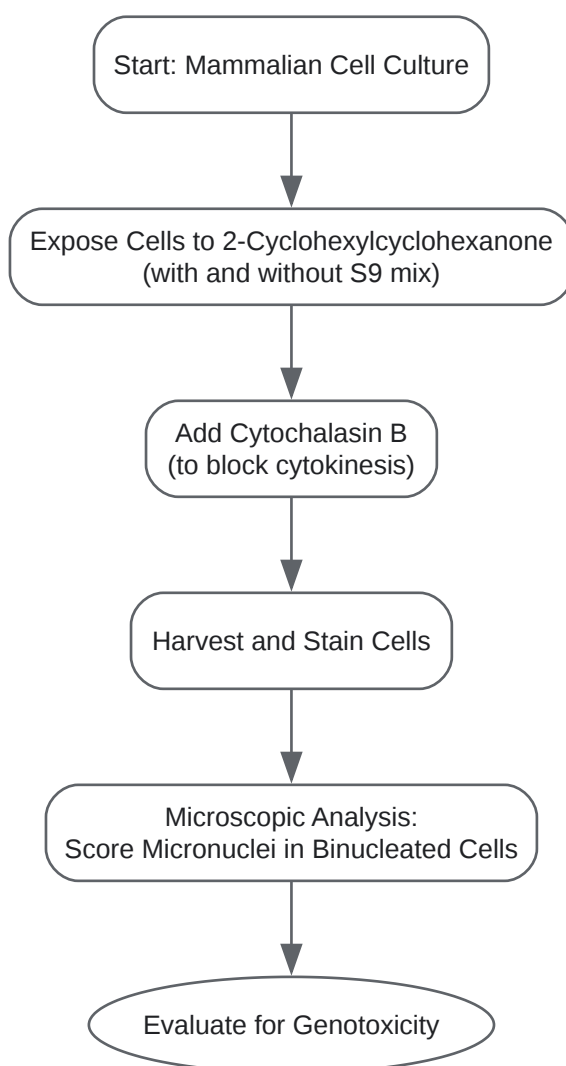 Start: Mammalian Cell Culture
Expose Cells to 2-Cyclohexylcyclohexanone
(with and without S9 mix)
Add Cytochalasin B
(to block cytokinesis)
Harvest and Stain Cells
Microscopic Analysis:
Score Micronuclei in Binucleated Cells
Evaluate for Genotoxicity